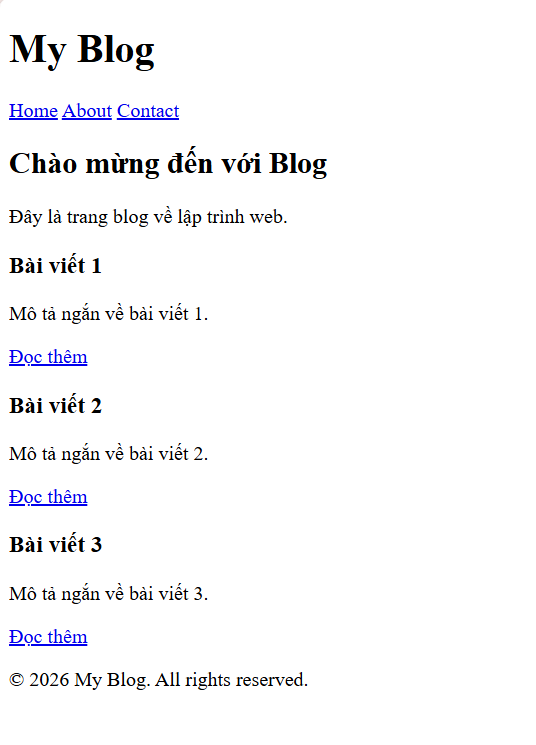 My Blog
Home About Contact
Chào mừng đến với Blog
Đây là trang blog về lập trình web.
Bài viết 1
Mô tả ngắn về bài viết 1.
Đọc thêm
Bài viết 2
Mô tả ngắn về bài viết 2.
Đọc thêm
Bài viết 3
Mô tả ngắn về bài viết 3.
Đọc thêm
© 2026 My Blog. All rights reserved.